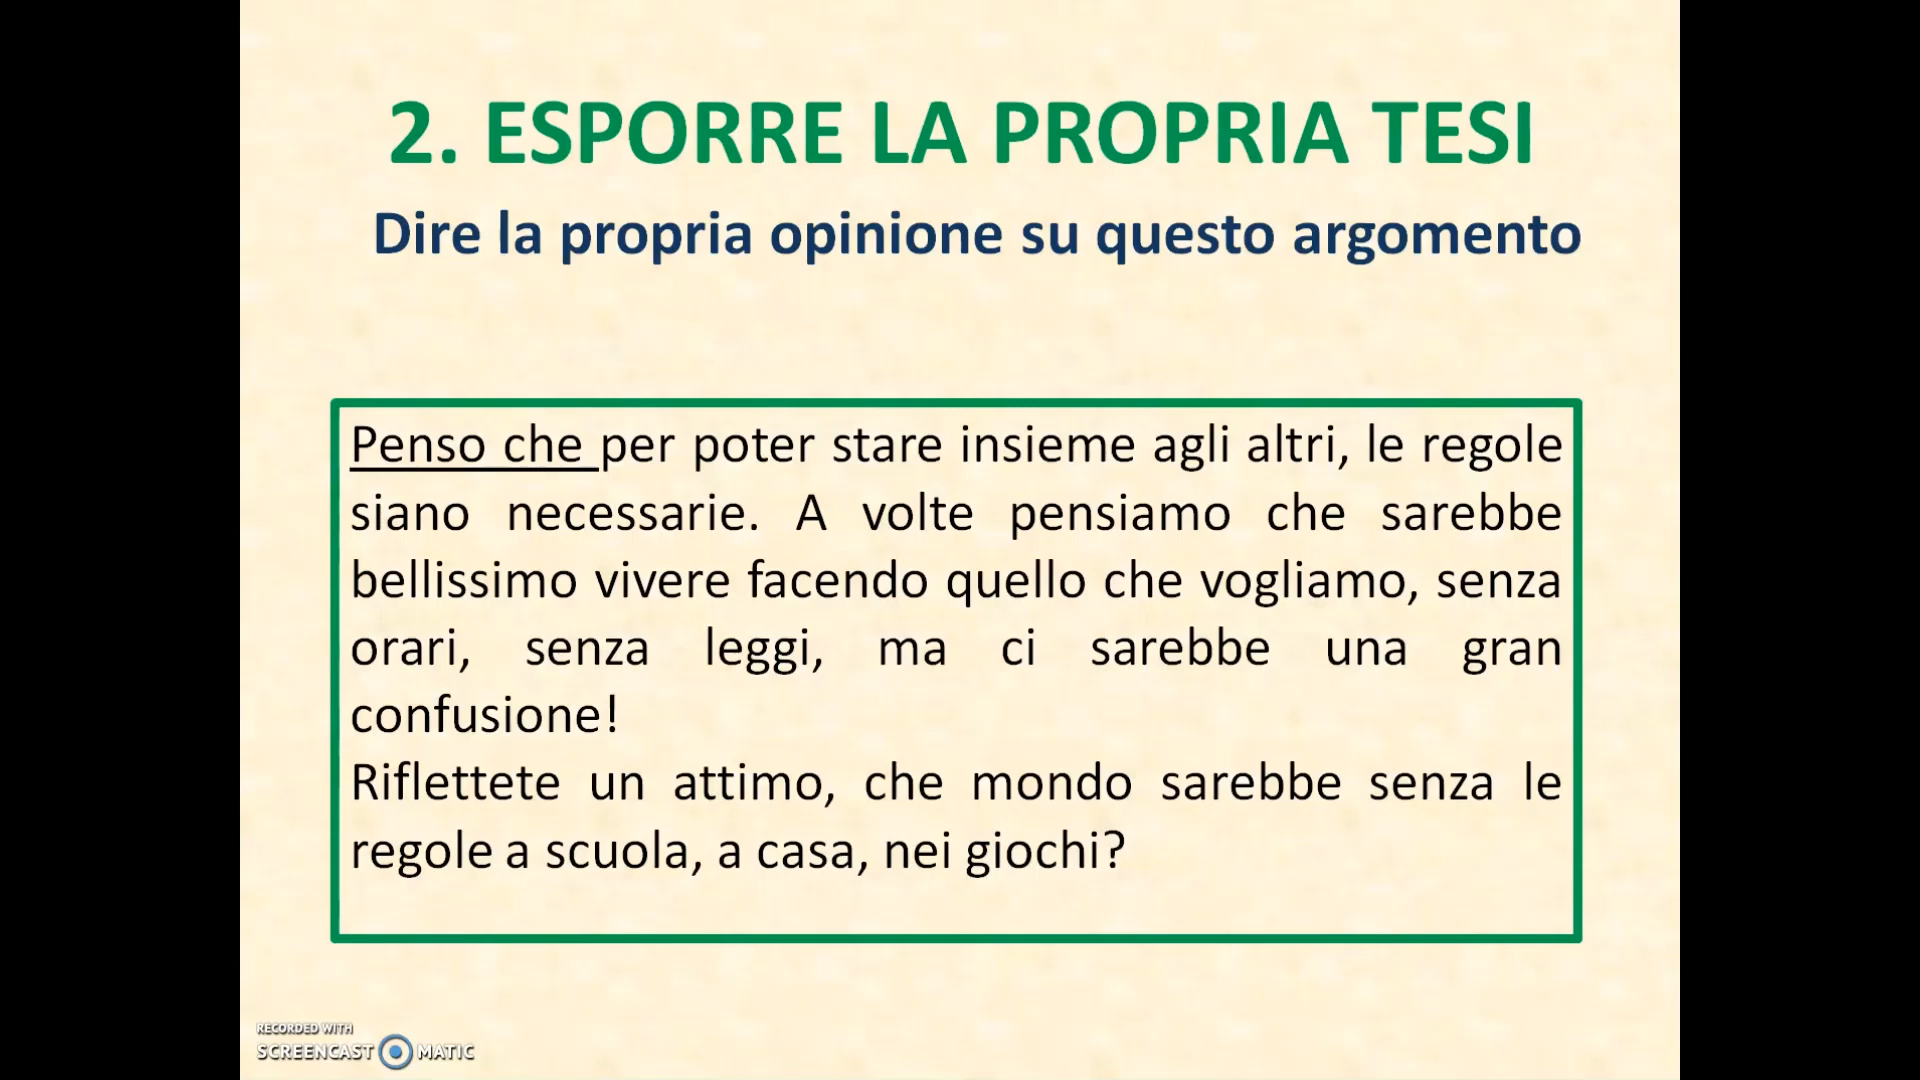 2. ESPORRE LA PROPRIA TESI
Dire la propria opinione su questo argomento
Penso che per poter stare insieme agli altri, le regole
siano necessarie. A volte pensiamo che sarebbe
bellissimo vivere facendo quello che vogliamo, senza
orari, senza leggi, ma ci sarebbe una gran
confusione!
Riflettete un attimo, che mondo sarebbe senza le
regole a scuola, a casa, nei giochi?
RECORDED WITH
SCREENCAST MATIC